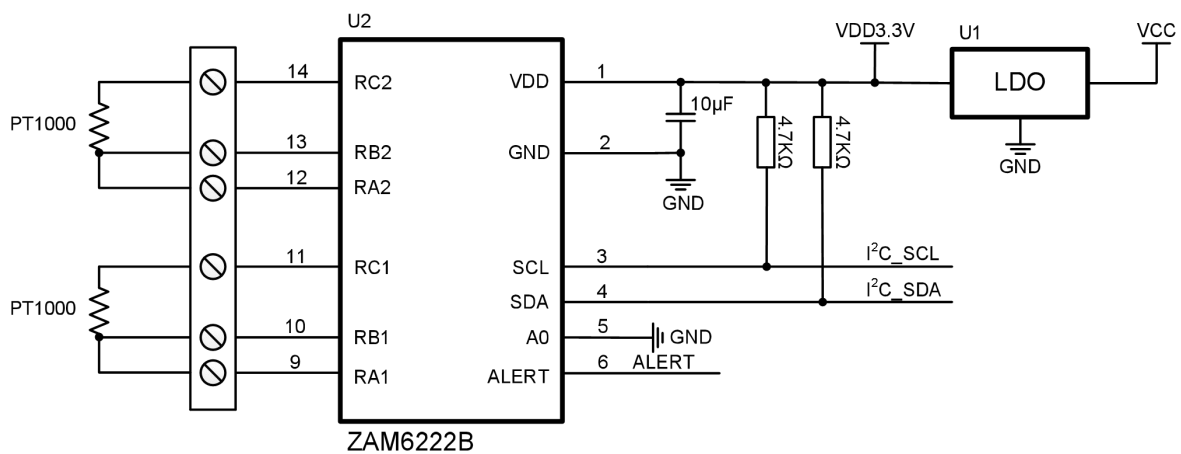 U2
VDD3.3V
U1
VCC
14
RC2
VDD
1
LDO
PT1000
10μF
4.7KΩ
4.7KΩ
13
RB2
GND
2
12
RA2
GND
GND
11
RC1
SCL
3
I²C_SCL
SDA
4
I²C_SDA
PT1000
10
RB1
A0
5
GND
9
RA1
ALERT
6
ALERT
ZAM6222B